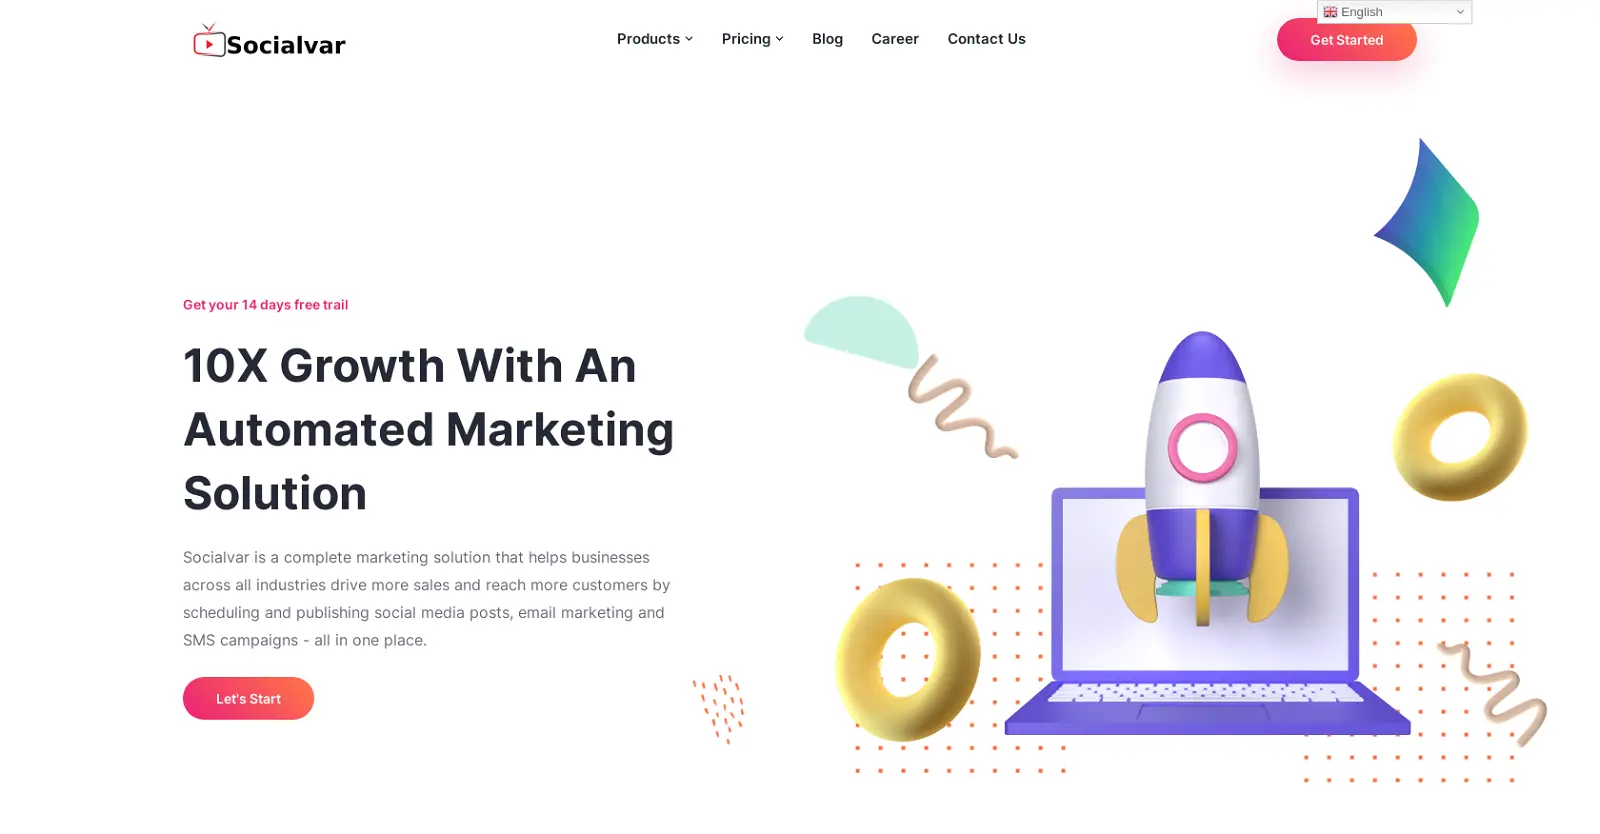 Socialvar
Products
Pricing
Blog
Career
Contact Us
English
Get Started
Get your 14 days free trail
10X Growth With An
Automated Marketing
Solution
Socialvar is a complete marketing solution that helps businesses
across all industries drive more sales and reach more customers by
scheduling and publishing social media posts, email marketing and
SMS campaigns - all in one place.
Let's Start